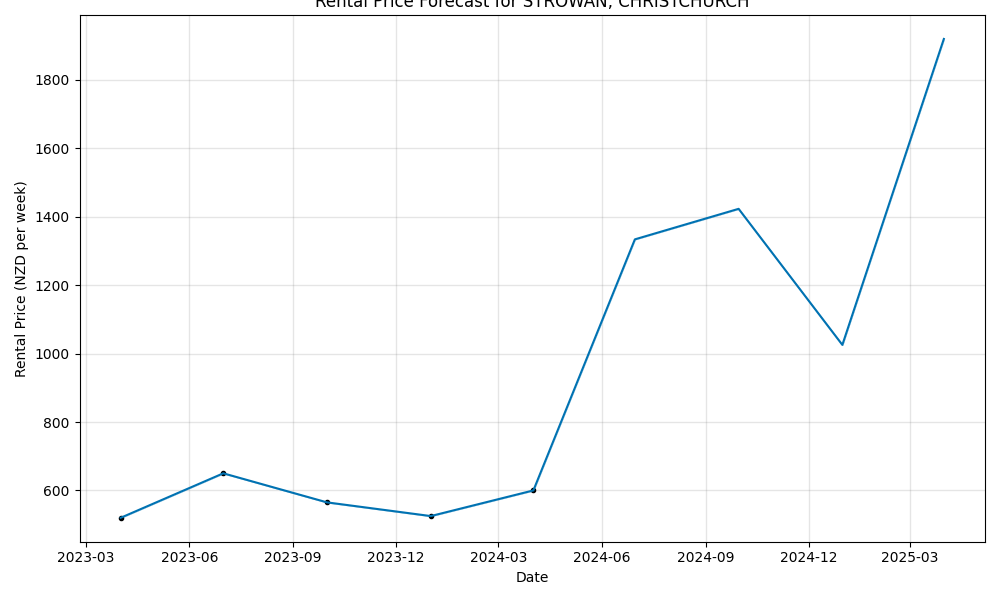 Rental Price Forecast for STROWAN, CHRISTCHURCH
Rental Price (NZD per week)
1800
1600
1400
1200
1000
800
600
2023-03 2023-06 2023-09 2023-12 2024-03 2024-06 2024-09 2024-12 2025-03
Date